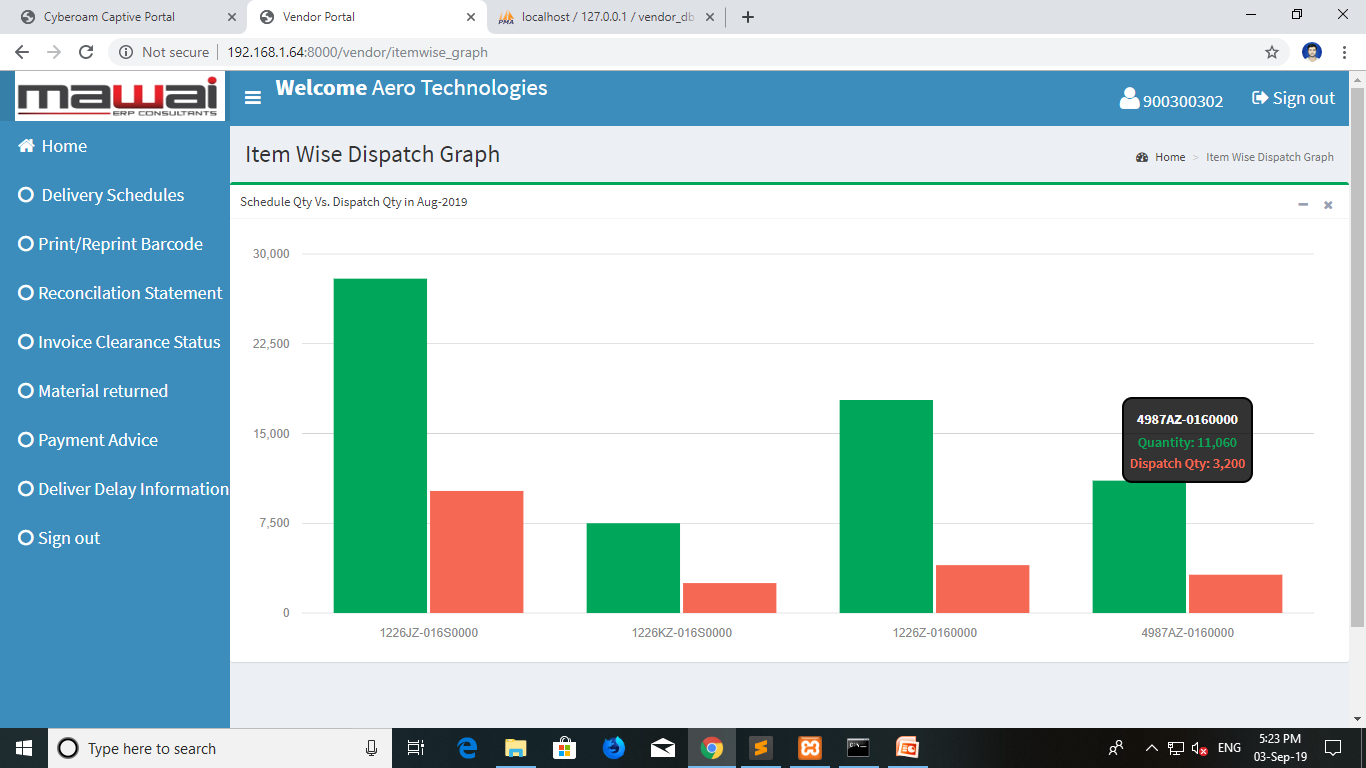 Cyberoam Captive Portal
Vendor Portal
localhost / 127.0.0.1 / vendor_db
Not secure
192.168.1.64:8000/vendor/itemwise_graph
mawai
ERP CONSULTANTS
Welcome Aero Technologies
900300302
Sign out
Home
Delivery Schedules
Print/Reprint Barcode
Reconcilation Statement
Invoice Clearance Status
Material returned
Payment Advice
Deliver Delay Information
Sign out
Item Wise Dispatch Graph
Home > Item Wise Dispatch Graph
Schedule Qty Vs. Dispatch Qty in Aug-2019
30,000
22,500
15,000
7,500
0
4987AZ-0160000
Quantity: 11,060
Dispatch Qty: 3,200
1226JZ-016S0000
1226KZ-016S0000
1226Z-0160000
4987AZ-0160000
Type here to search
ENG
5:23 PM
03-Sep-19